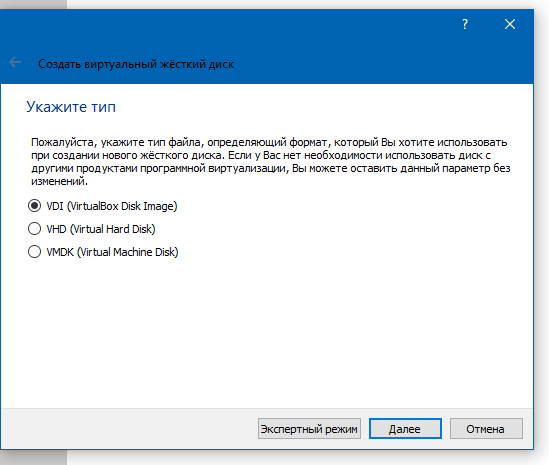 ?
Создать виртуальный жёсткий диск
Укажите тип
Пожалуйста, укажите тип файла, определяющий формат, который Вы хотите использовать
при создании нового жёсткого диска. Если у Вас нет необходимости использовать диск с
другими продуктами программной виртуализации, Вы можете оставить данный параметр без
изменений.
VDI (VirtualBox Disk Image)
VHD (Virtual Hard Disk)
VMDK (Virtual Machine Disk)
Экспертный режим Далее Отмена